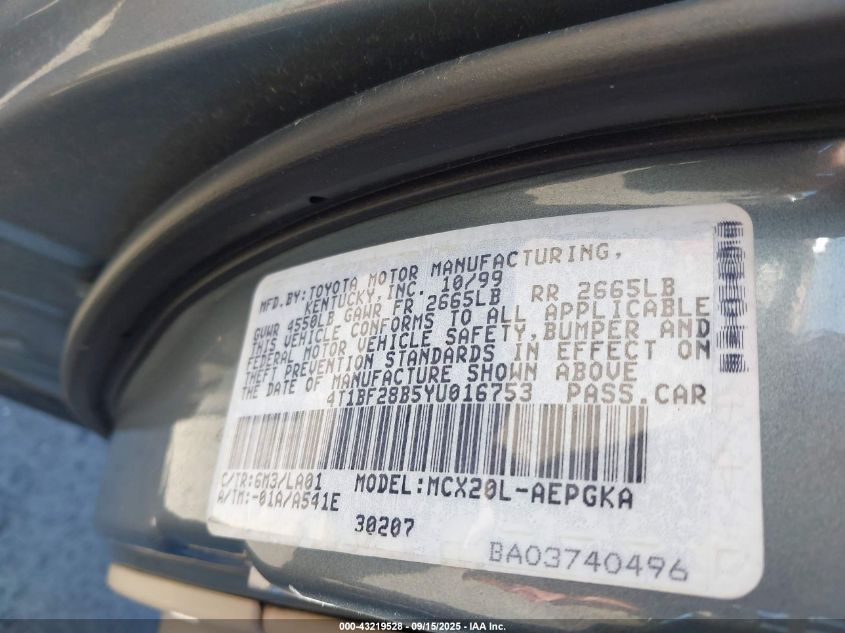 MFD.BY:TOYOTA MOTOR MANUFACTURING,
KENTUCKY,INC. 10/99
GVWR 4550LB GAWR FR 2665LB RR 2665LB
THIS VEHICLE CONFORMS TO ALL APPLICABLE
FEDERAL MOTOR VEHICLE SAFETY,BUMPER AND
THEFT PREVENTION STANDARDS IN EFFECT ON
THE DATE OF MANUFACTURE SHOWN ABOVE
4T1BF28B5YU016753 PASS.CAR
C/TR:6M3/LA01 MODEL:MCX20L-AEPGKA
A/TM:-01A/A541E
30207
BA03740496
000-43219528 - 09/15/2025 - IAA Inc.